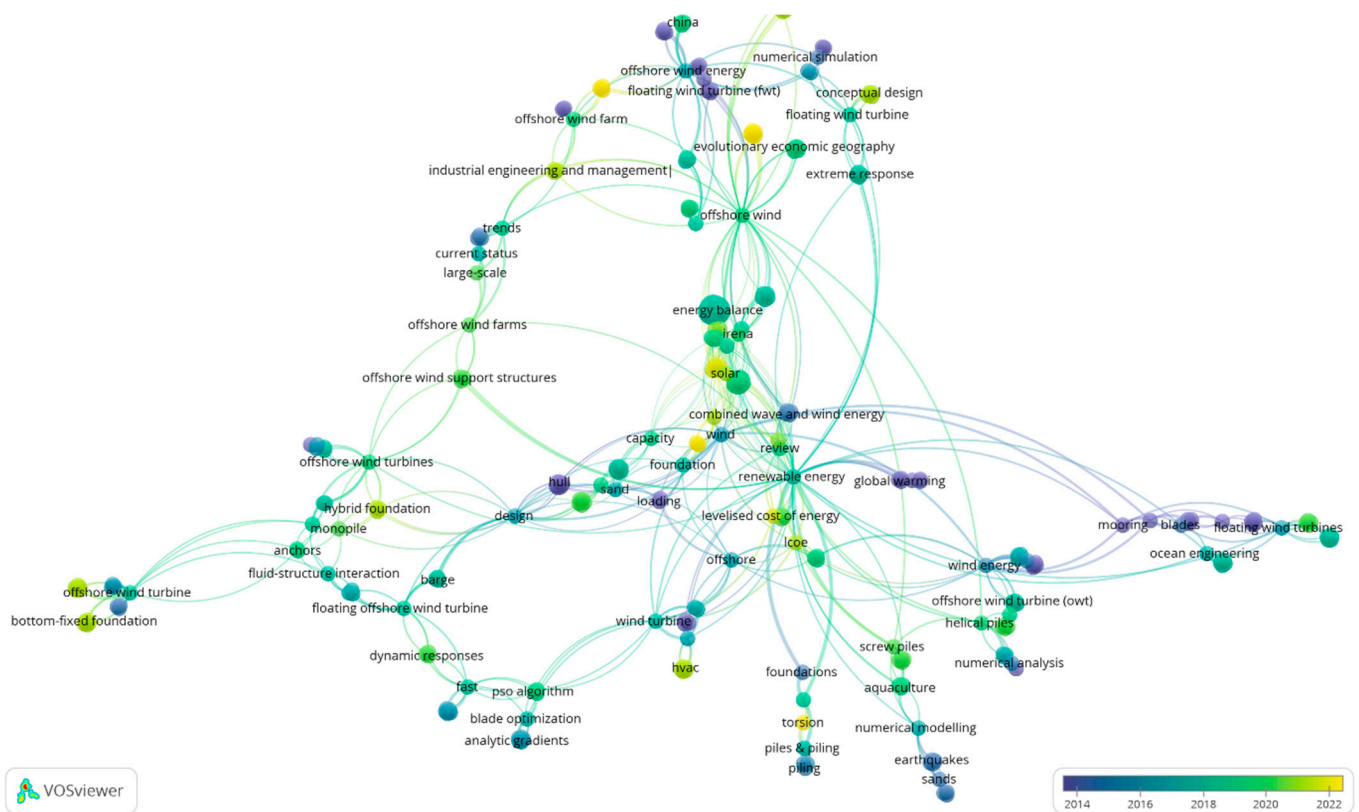 china
numerical simulation
offshore wind energy
floating wind turbine (fwt)
conceptual design
floating wind turbine
offshore wind farm
evolutionary economic geography
industrial engineering and management|
extreme response
offshore wind
trends
current status
large-scale
energy balance
offshore wind farms
irena
solar
offshore wind support structures
combined wave and wind energy
capacity
wind
review
offshore wind turbines
foundation
renewable energy
global warming
hull
sand
loading
hybrid foundation
design
levelised cost of energy
monopile
mooring
blades
floating wind turbines
anchors
lcoe
ocean engineering
fluid-structure interaction
offshore
wind energy
barge
offshore wind turbine
floating offshore wind turbine
offshore wind turbine (owt)
bottom-fixed foundation
wind turbine
helical piles
dynamic responses
screw piles
numerical analysis
hvac
foundations
fast
pso algorithm
aquaculture
blade optimization
torsion
numerical modelling
analytic gradients
piles & piling
piling
earthquakes
sands
VOSviewer
2014
2016
2018
2020
2022